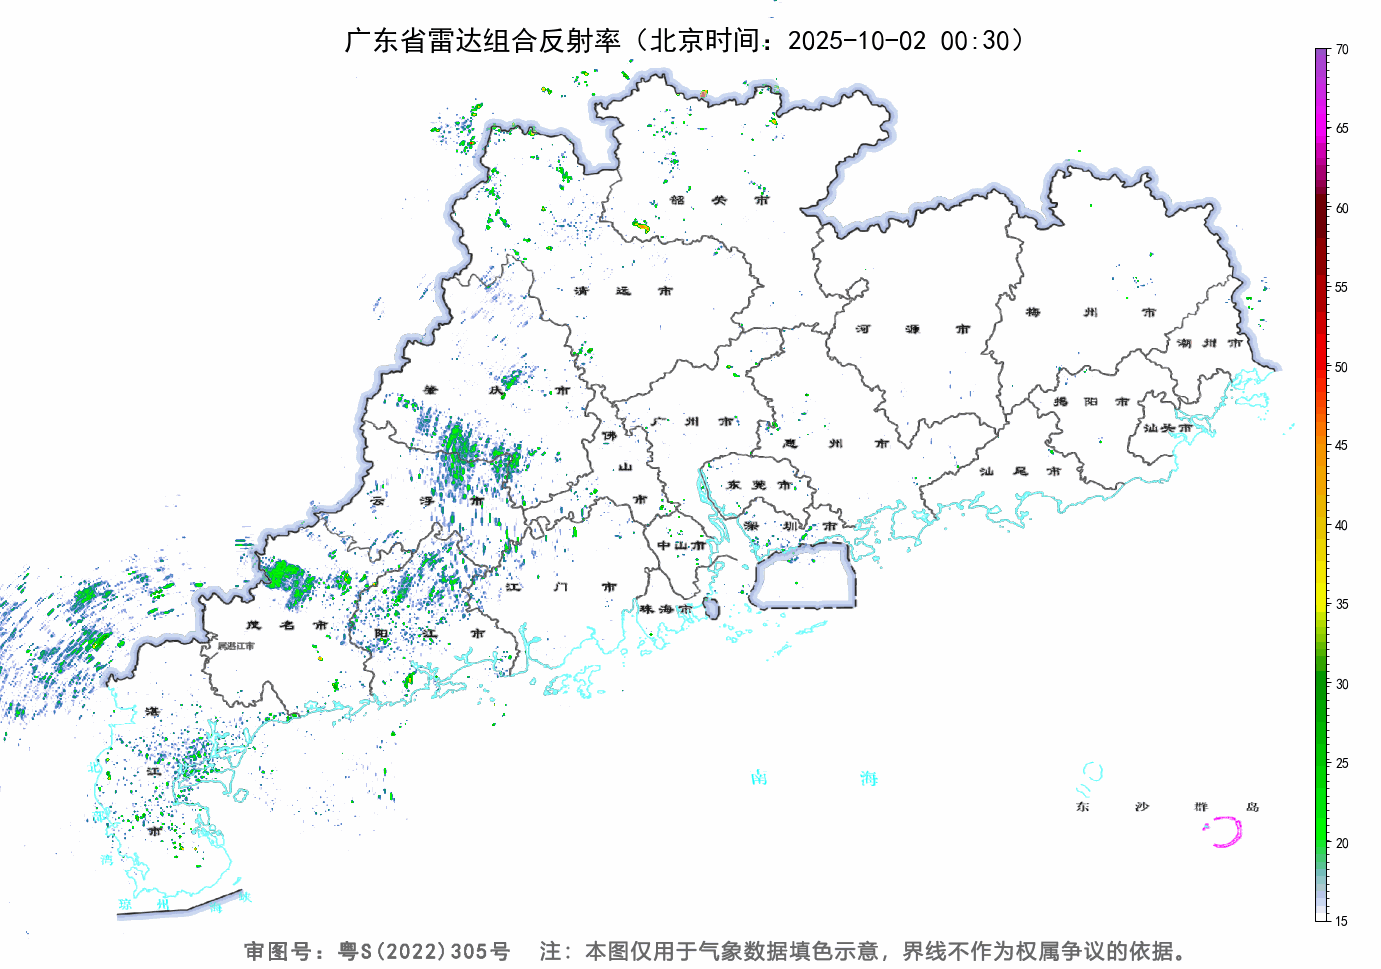 广东省雷达组合反射率（北京时间：2025-10-02 00:30）
70
65
60
55
50
45
40
35
30
25
20
15
韶关市
清远市
河源市
梅州市
潮州市
肇庆市
广州市
佛山市
惠州市
揭阳市
汕头市
汕尾市
云浮市
东莞市
深圳市
中山市
江门市
珠海市
茂名市
阳江市
属湛江市
湛江市
北部湾
南海
东沙群岛
琼州海峡
审图号：粤S(2022)305号 注：本图仅用于气象数据填色示意，界线不作为权属争议的依据。